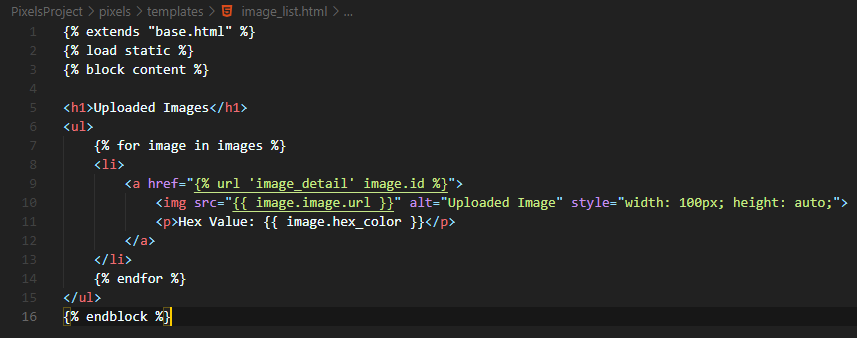 PixelsProject > pixels > templates > image_list.html > ...
1 {% extends "base.html" %}
2 {% load static %}
3 {% block content %}
4
5 <h1>Uploaded Images</h1>
6 <ul>
7     {% for image in images %}
8     <li>
9         <a href="{% url 'image_detail' image.id %}">
10             <img src="{{ image.image.url }}" alt="Uploaded Image" style="width: 100px; height: auto;">
11             <p>Hex Value: {{ image.hex_color }}</p>
12         </a>
13     </li>
14     {% endfor %}
15 </ul>
16 {% endblock %}